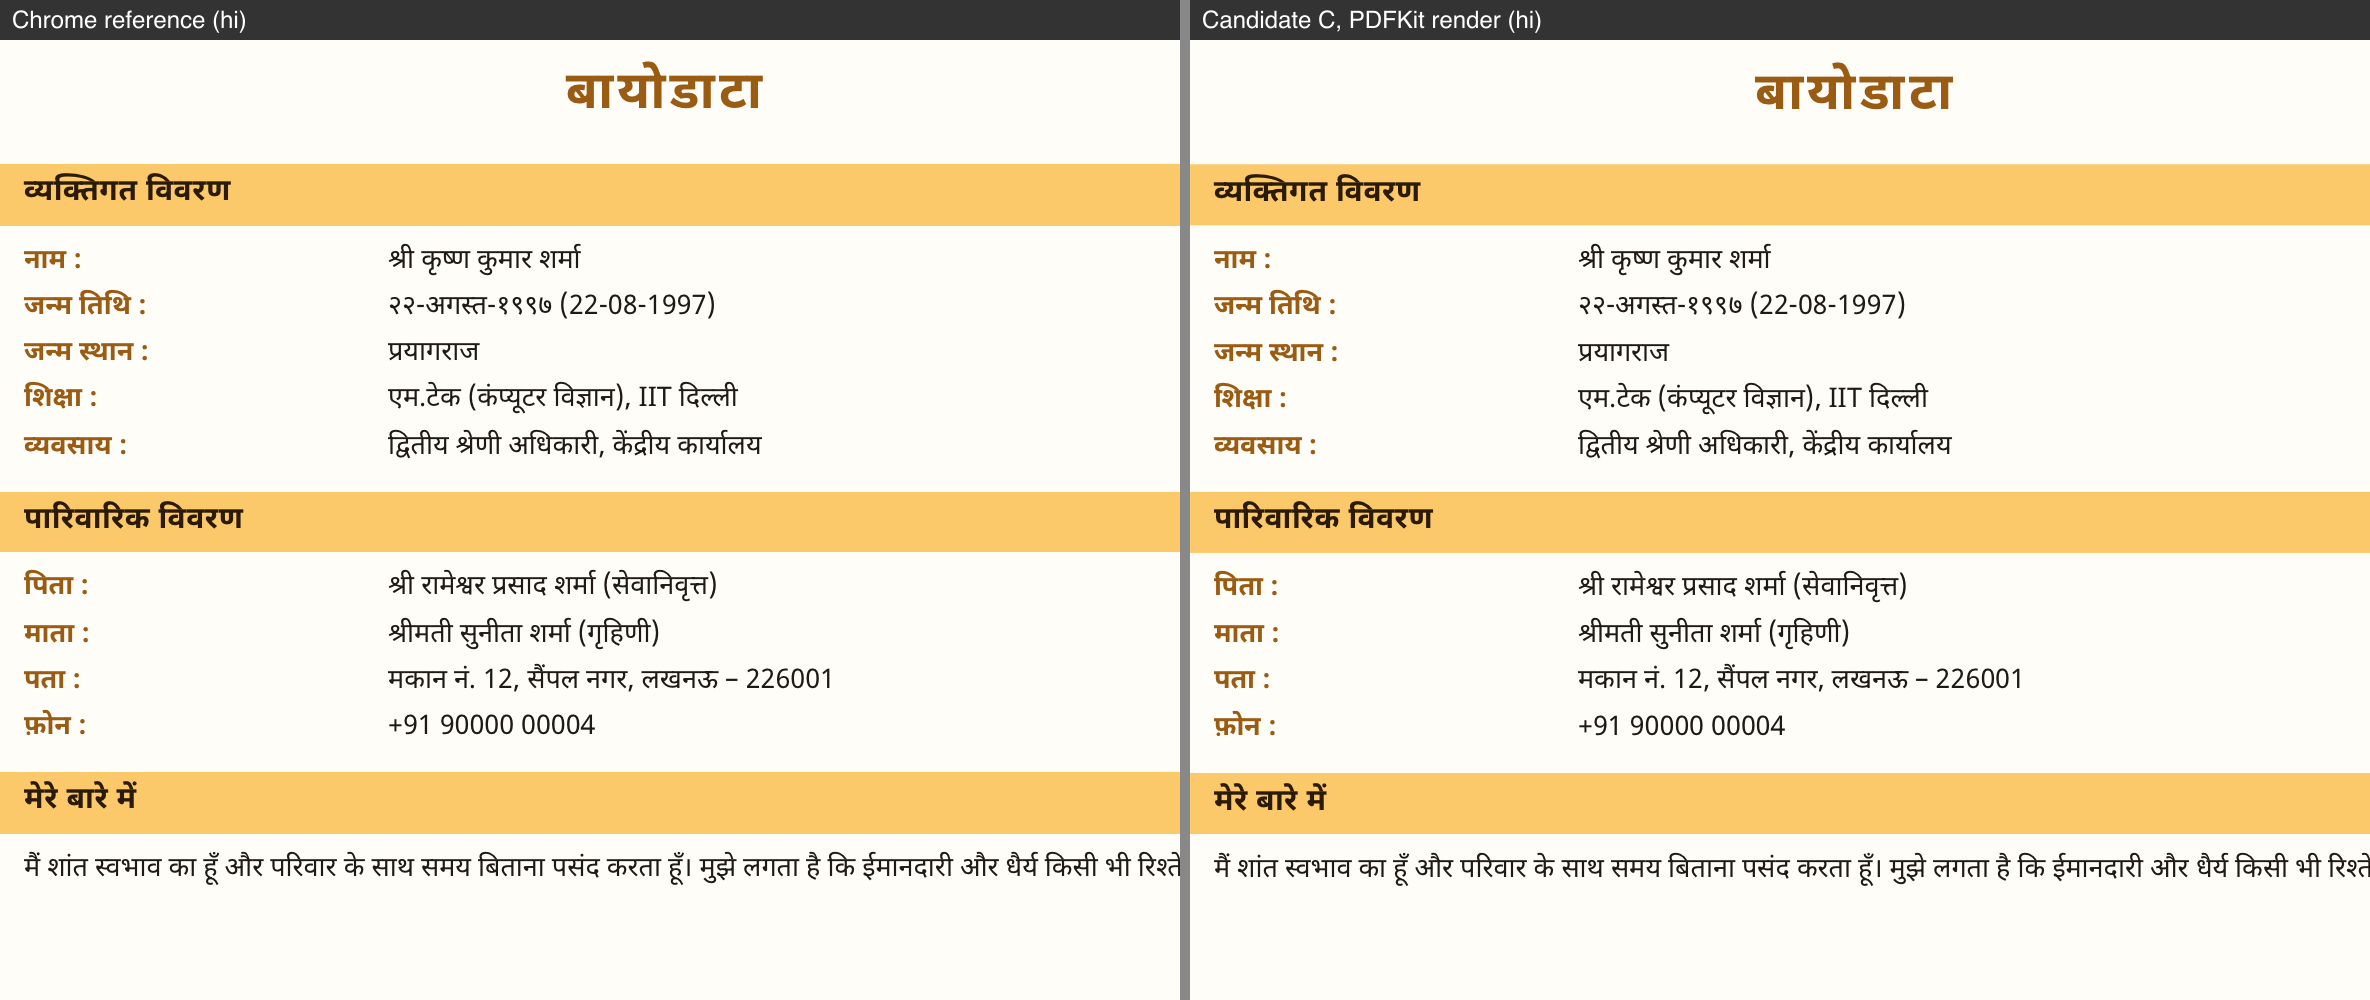 Chrome reference (hi)
बायोडाटा
व्यक्तिगत विवरण
नाम : श्री कृष्ण कुमार शर्मा
जन्म तिथि : २२-अगस्त-१९९७ (22-08-1997)
जन्म स्थान : प्रयागराज
शिक्षा : एम.टेक (कंप्यूटर विज्ञान), IIT दिल्ली
व्यवसाय : द्वितीय श्रेणी अधिकारी, केंद्रीय कार्यालय
पारिवारिक विवरण
पिता : श्री रामेश्वर प्रसाद शर्मा (सेवानिवृत्त)
माता : श्रीमती सुनीता शर्मा (गृहिणी)
पता : मकान नं. 12, सैंपल नगर, लखनऊ – 226001
फ़ोन : +91 90000 00004
मेरे बारे में
मैं शांत स्वभाव का हूँ और परिवार के साथ समय बिताना पसंद करता हूँ। मुझे लगता है कि ईमानदारी और धैर्य किसी भी रिश्ते
Candidate C, PDFKit render (hi)
बायोडाटा
व्यक्तिगत विवरण
नाम : श्री कृष्ण कुमार शर्मा
जन्म तिथि : २२-अगस्त-१९९७ (22-08-1997)
जन्म स्थान : प्रयागराज
शिक्षा : एम.टेक (कंप्यूटर विज्ञान), IIT दिल्ली
व्यवसाय : द्वितीय श्रेणी अधिकारी, केंद्रीय कार्यालय
पारिवारिक विवरण
पिता : श्री रामेश्वर प्रसाद शर्मा (सेवानिवृत्त)
माता : श्रीमती सुनीता शर्मा (गृहिणी)
पता : मकान नं. 12, सैंपल नगर, लखनऊ – 226001
फ़ोन : +91 90000 00004
मेरे बारे में
मैं शांत स्वभाव का हूँ और परिवार के साथ समय बिताना पसंद करता हूँ। मुझे लगता है कि ईमानदारी और धैर्य किसी भी रिश्ते